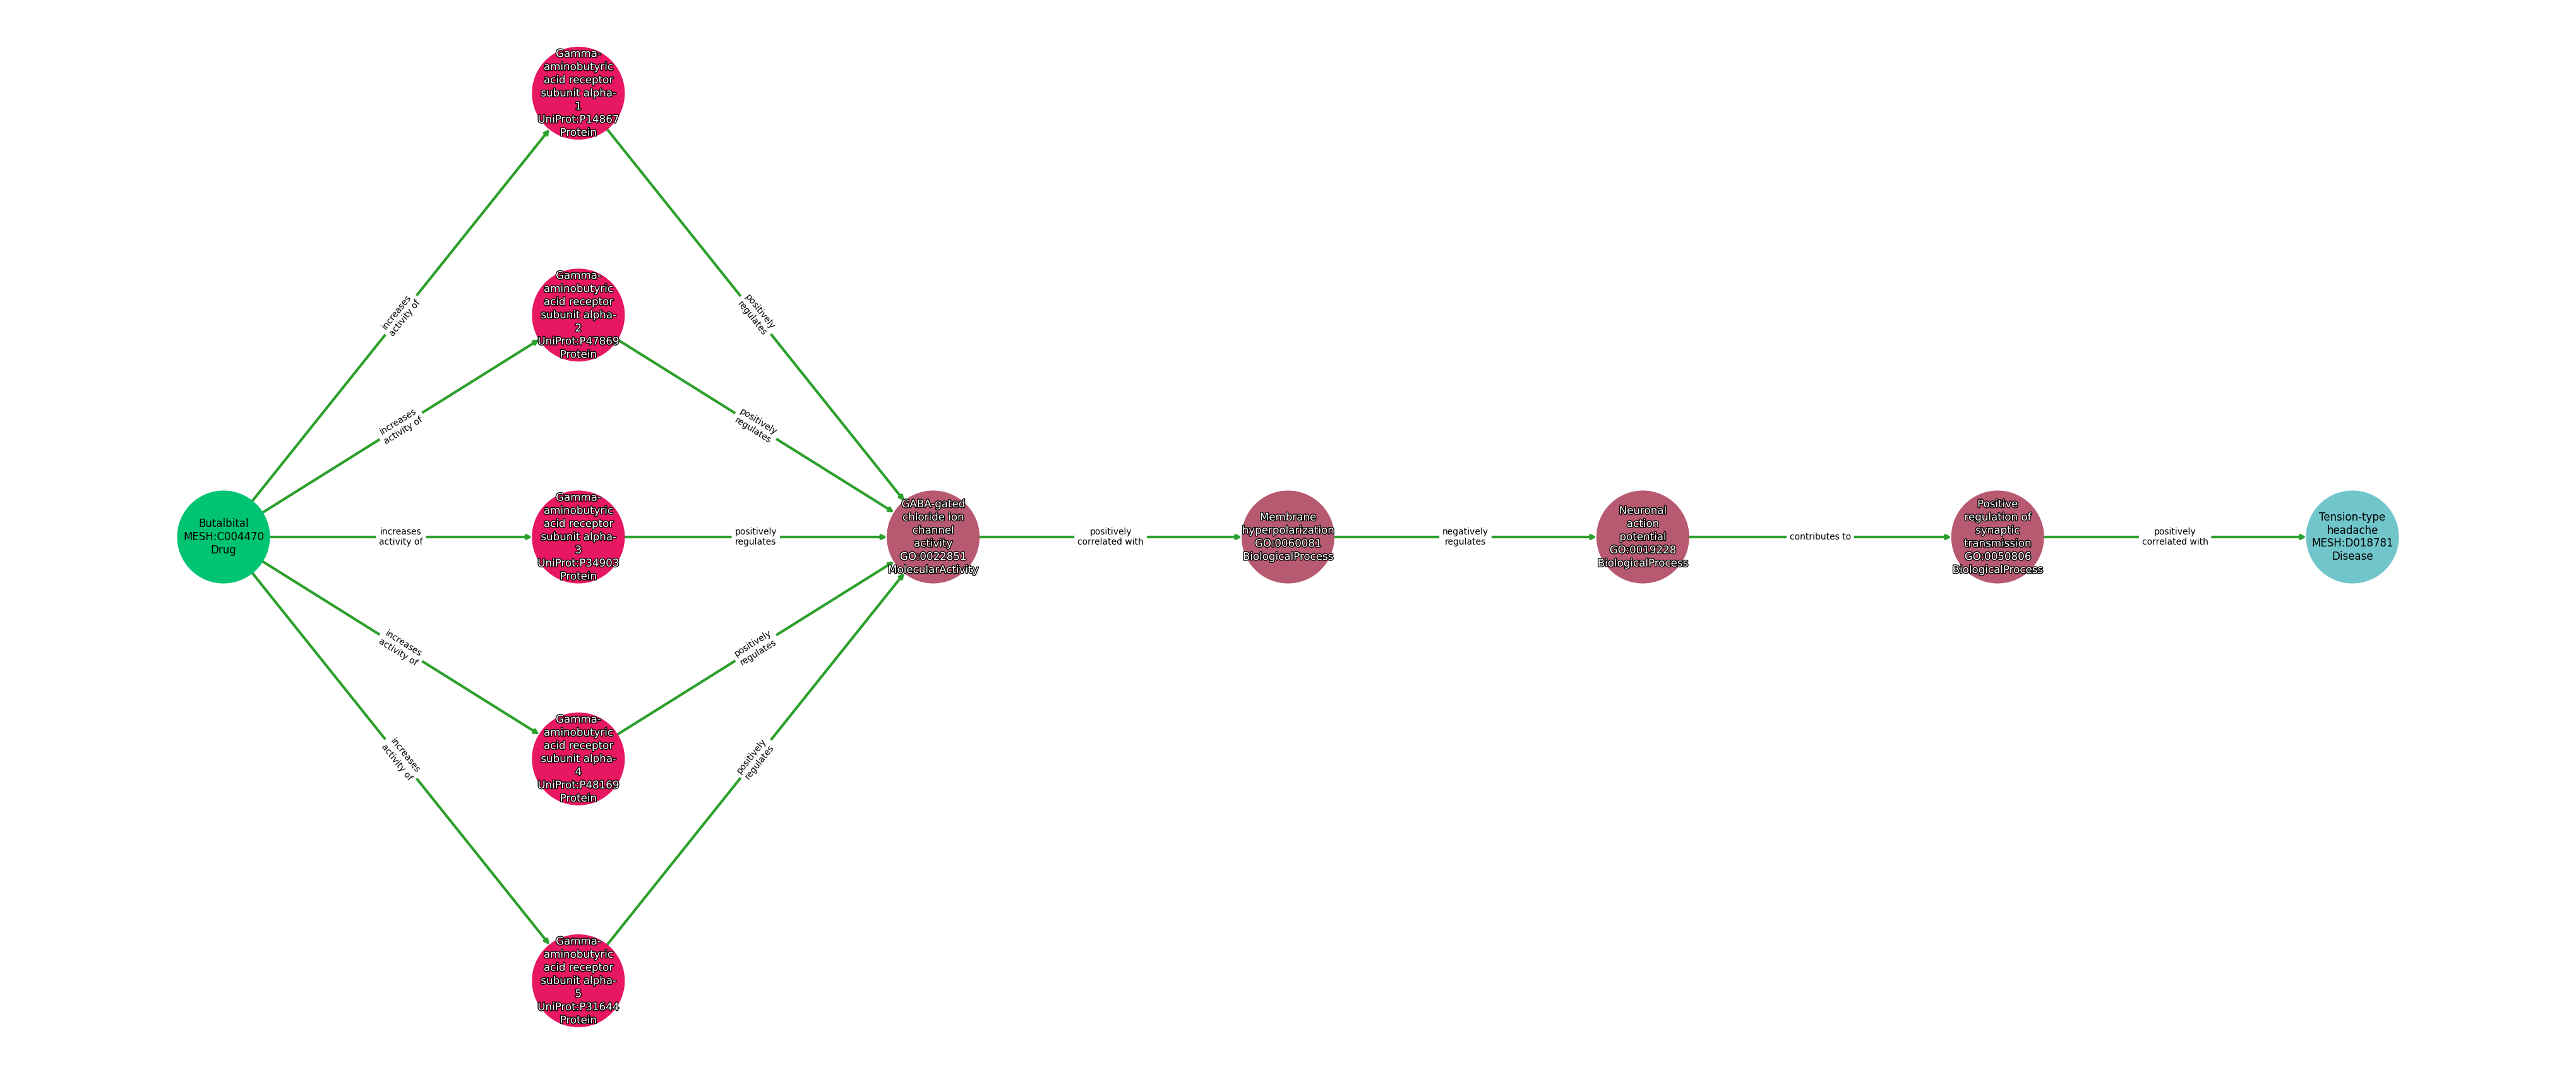 Gamma-
aminobutyric
acid receptor
subunit alpha-
1
UniProt:P14867
Protein
Gamma-
aminobutyric
acid receptor
subunit alpha-
2
UniProt:P47869
Protein
increases
activity of
positively
regulates
increases
activity of
positively
regulates
Butalbital
MESH:C004470
Drug
increases
activity of
Gamma-
aminobutyric
acid receptor
subunit alpha-
3
UniProt:P34903
Protein
positively
regulates
GABA-gated
chloride ion
channel
activity
GO:0022851
MolecularActivity
positively
correlated with
Membrane
hyperpolarization
GO:0060081
BiologicalProcess
negatively
regulates
Neuronal
action
potential
GO:0019228
BiologicalProcess
contributes to
Positive
regulation of
synaptic
transmission
GO:0050806
BiologicalProcess
positively
correlated with
Tension-type
headache
MESH:D018781
Disease
increases
activity of
positively
regulates
Gamma-
aminobutyric
acid receptor
subunit alpha-
4
UniProt:P48169
Protein
increases
activity of
positively
regulates
Gamma-
aminobutyric
acid receptor
subunit alpha-
5
UniProt:P31644
Protein